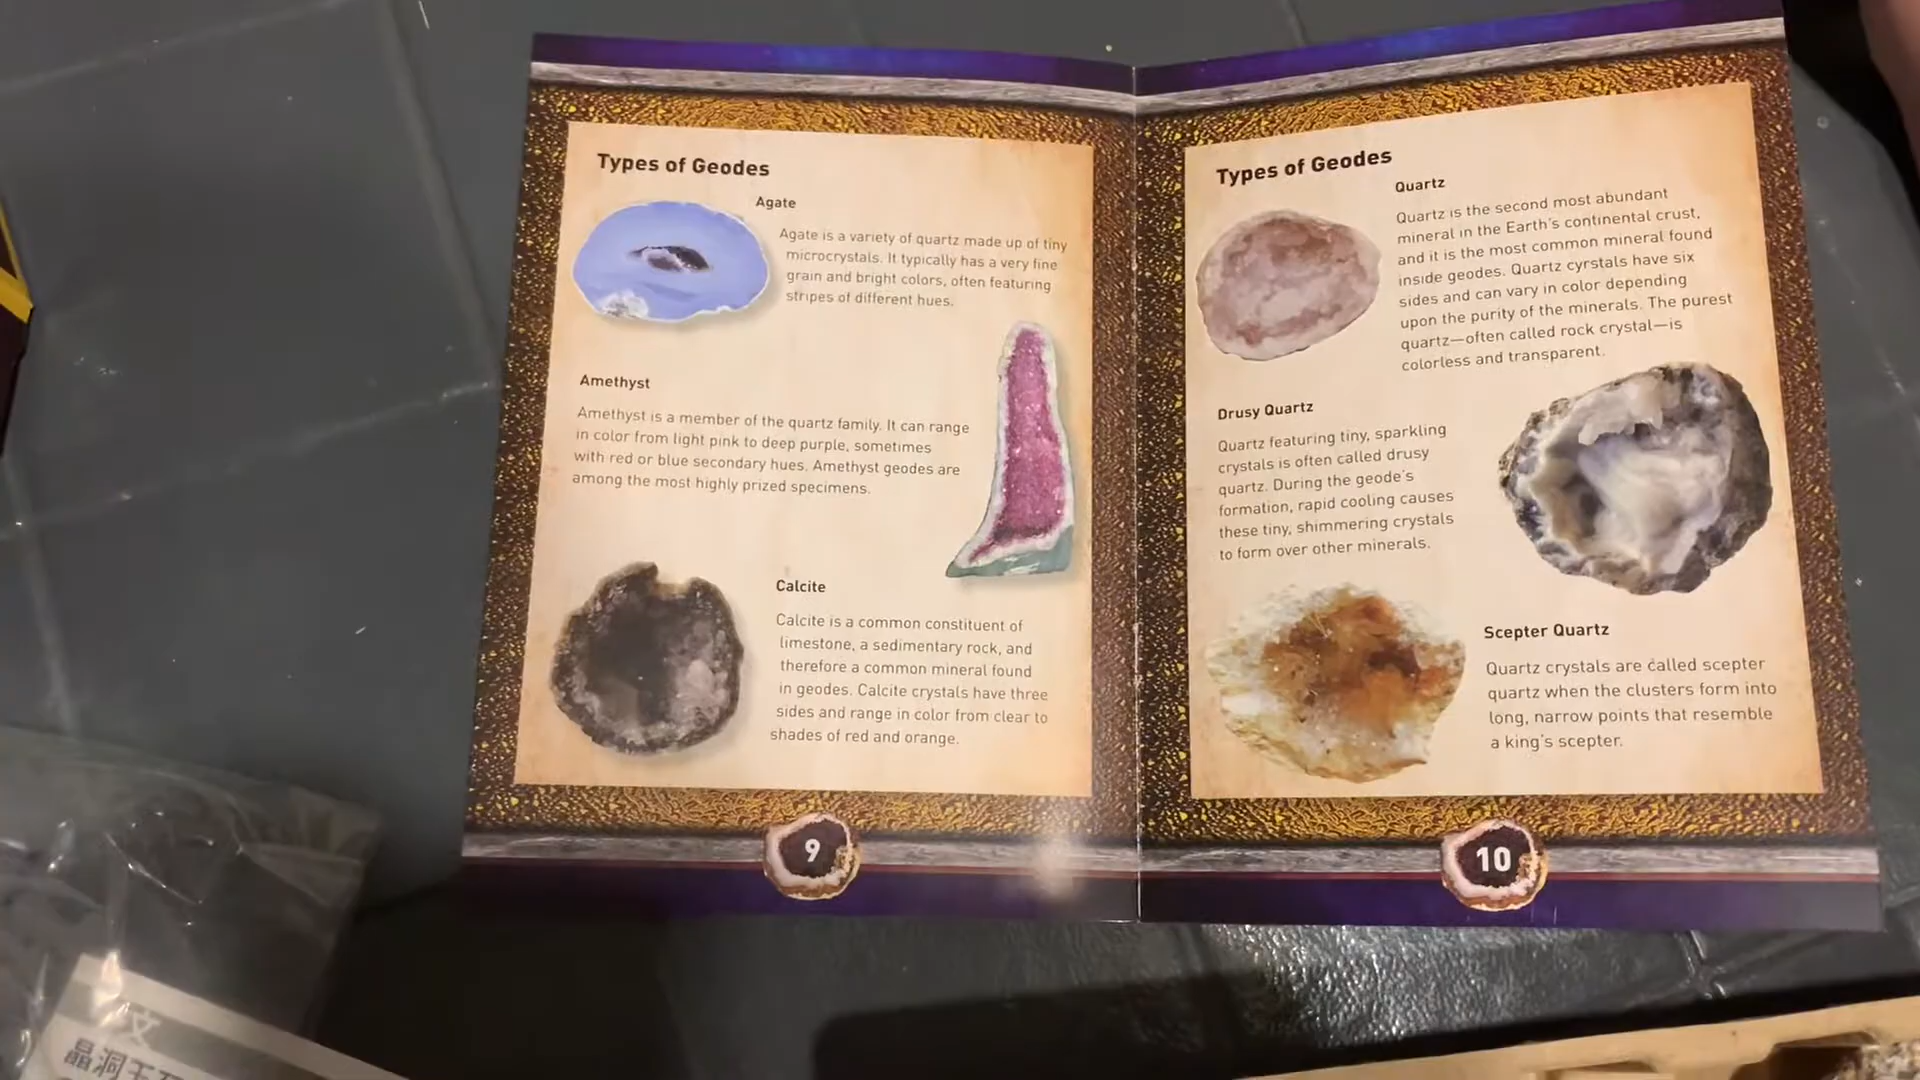 Types of Geodes
Agate
Agate is a variety of quartz made up of tiny
microcrystals. It typically has a very fine
grain and bright colors, often featuring
stripes of different hues.
Amethyst
Amethyst is a member of the quartz family. It can range
in color from light pink to deep purple, sometimes
with red or blue secondary hues. Amethyst geodes are
among the most highly prized specimens.
Calcite
Calcite is a common constituent of
limestone, a sedimentary rock, and
therefore a common mineral found
in geodes. Calcite crystals have three
sides and range in color from clear to
shades of red and orange.
9
Types of Geodes
Quartz
Quartz is the second most abundant
mineral in the Earth's continental crust,
and it is the most common mineral found
inside geodes. Quartz cyrstals have six
sides and can vary in color depending
upon the purity of the minerals. The purest
quartz—often called rock crystal—is
colorless and transparent.
Drusy Quartz
Quartz featuring tiny, sparkling
crystals is often called drusy
quartz. During the geode's
formation, rapid cooling causes
these tiny, shimmering crystals
to form over other minerals.
Scepter Quartz
Quartz crystals are called scepter
quartz when the clusters form into
long, narrow points that resemble
a king's scepter.
10
文
晶洞玉石